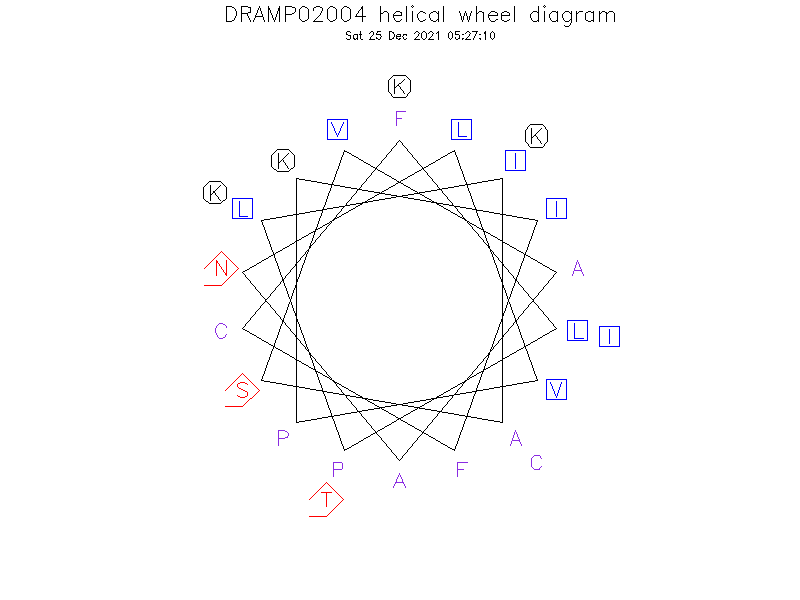 DRAMP02004 helical wheel diagram
Sat 25 Dec 2021 05:27:10
K
V F L K
K I
K L I
N A
C L I
S V
P A
P F C
T A